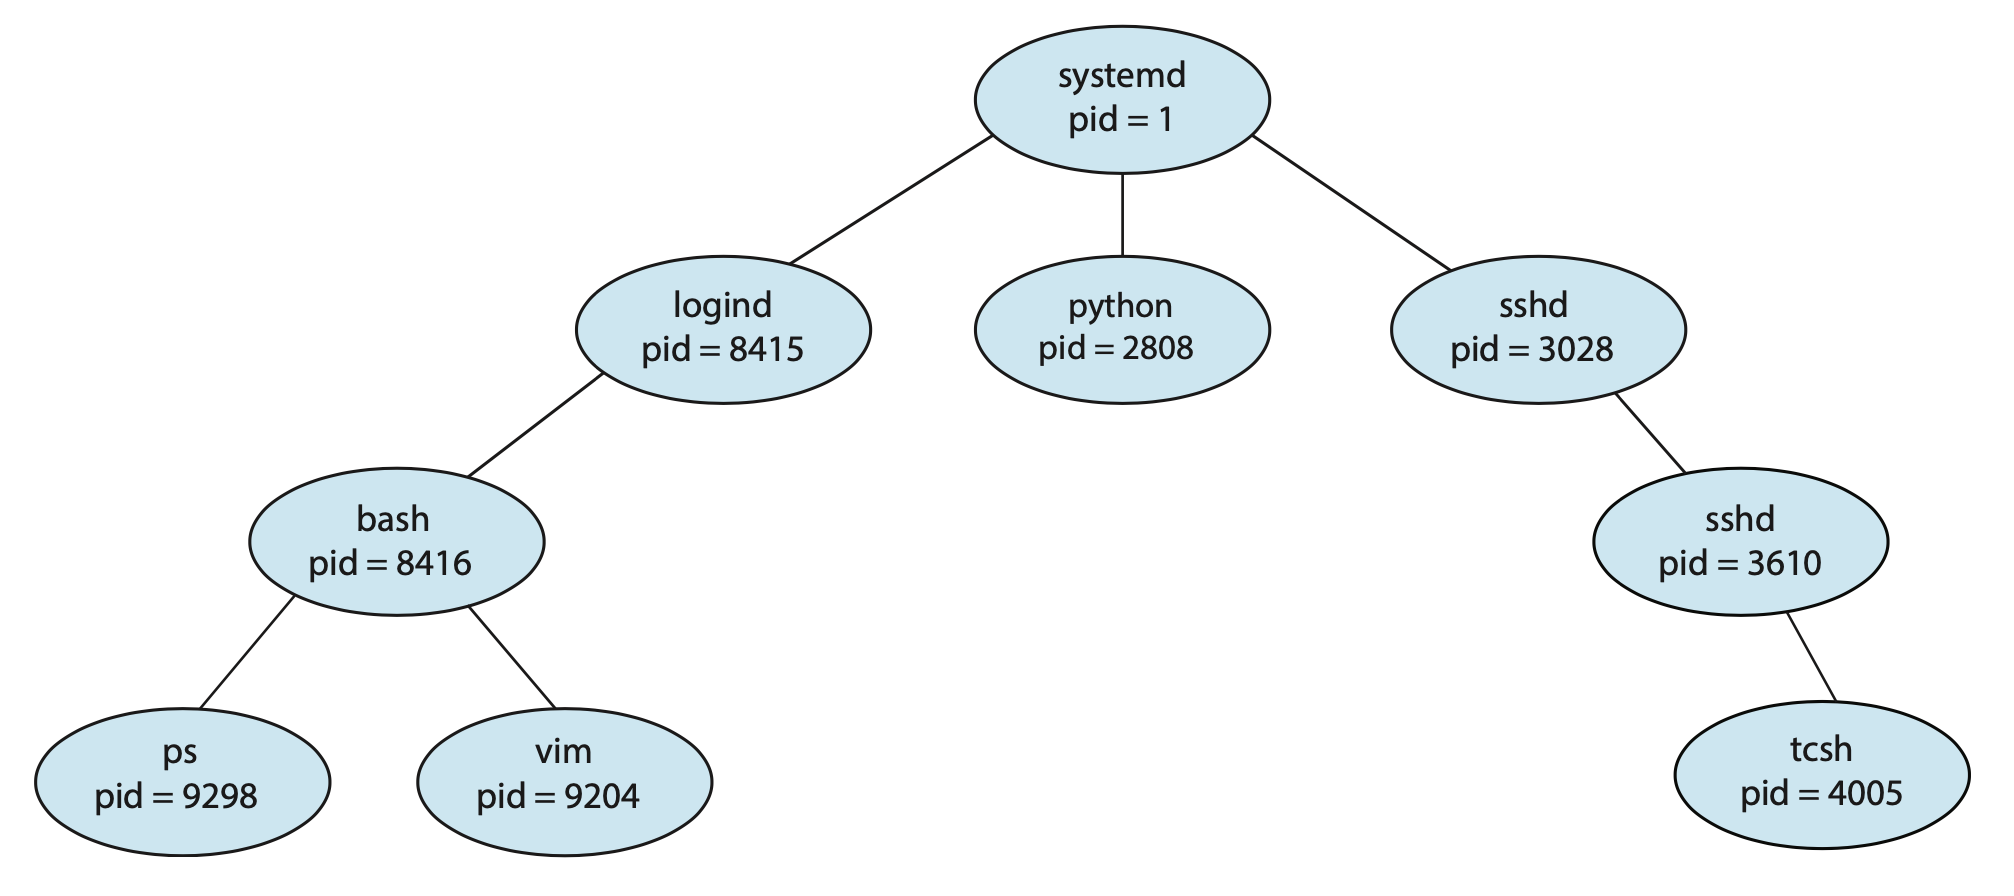 systemd
pid = 1
logind
pid = 8415
python
pid = 2808
sshd
pid = 3028
bash
pid = 8416
sshd
pid = 3610
ps
pid = 9298
vim
pid = 9204
tcsh
pid = 4005